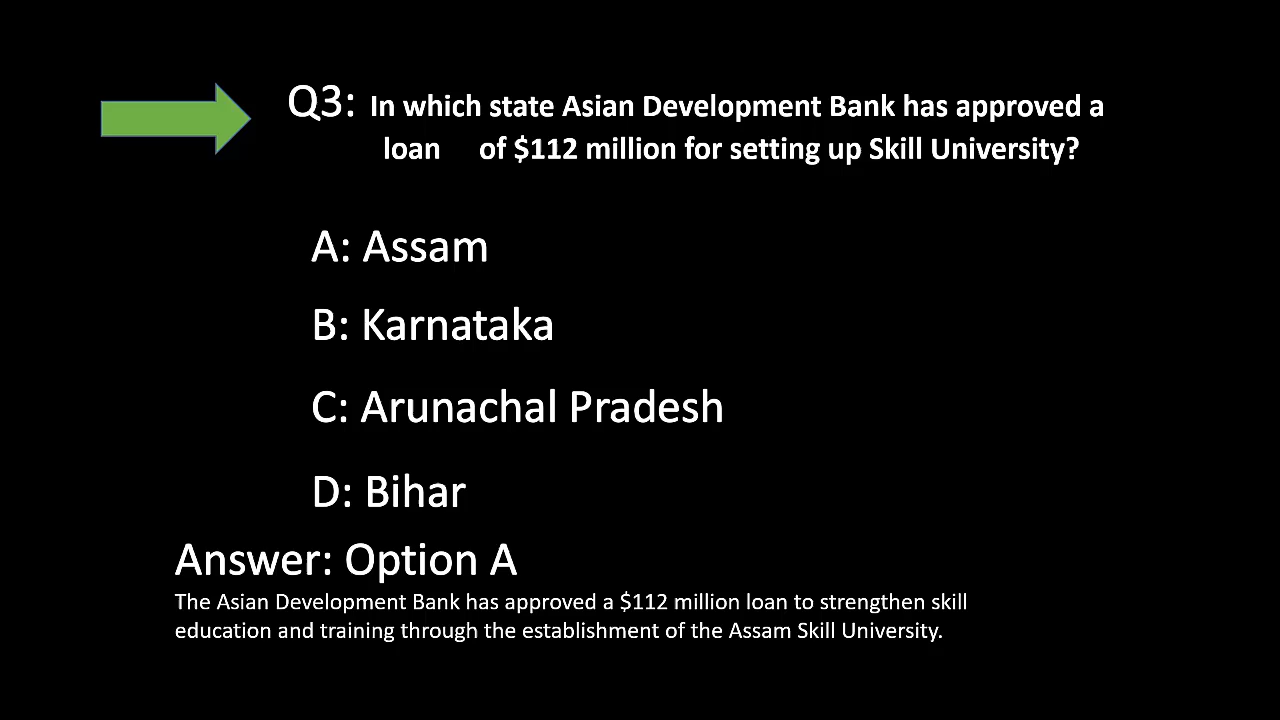 Q3: In which state Asian Development Bank has approved a
loan of $112 million for setting up Skill University?
A: Assam
B: Karnataka
C: Arunachal Pradesh
D: Bihar
Answer: Option A
The Asian Development Bank has approved a $112 million loan to strengthen skill
education and training through the establishment of the Assam Skill University.